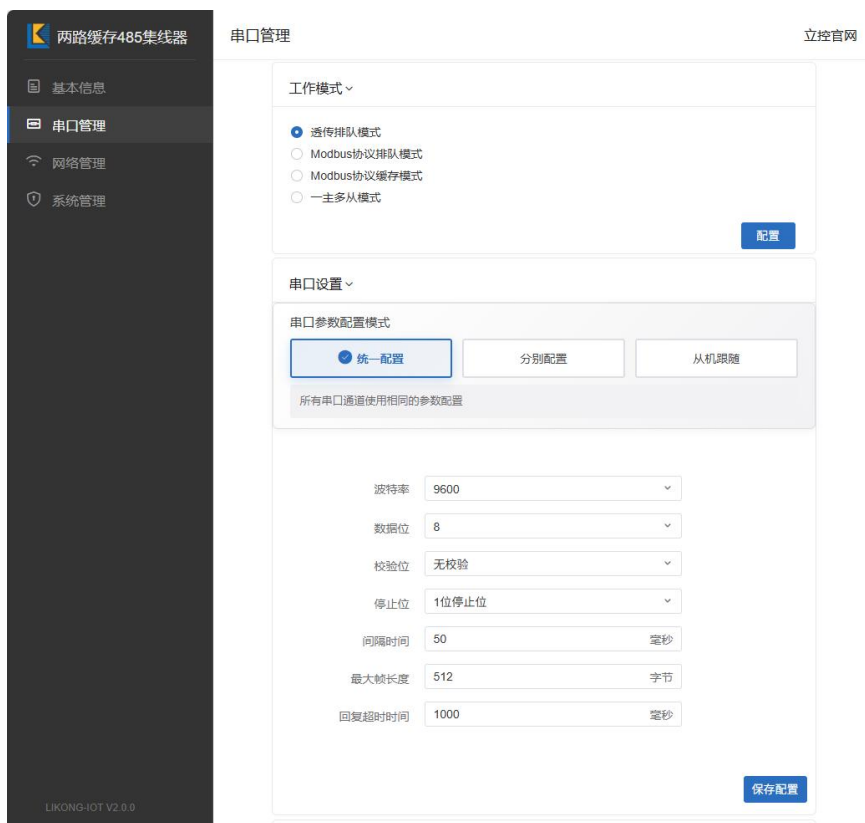 两路缓存485集线器
串口管理
立控官网
基本信息
串口管理
网络管理
系统管理
工作模式
透传排队模式
Modbus协议排队模式
Modbus协议缓存模式
一主多从模式
配置
串口设置
串口参数配置模式
统一配置
分别配置
从机跟随
所有串口通道使用相同的参数配置
波特率 9600
数据位 8
校验位 无校验
停止位 1位停止位
间隔时间 50 毫秒
最大帧长度 512 字节
回复超时时间 1000 毫秒
保存配置
LIKONG-IOT V2.0.0